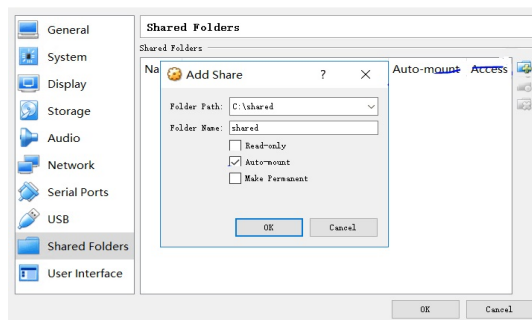 General
System
Display
Storage
Audio
Network
Serial Ports
USB
Shared Folders
User Interface
Shared Folders
Shared Folders
Auto-mount Access
Add Share ?
Folder Path: C:\shared
Folder Name: shared
Read-only
Auto-mount
Make Permanent
OK Cancel
OK Cancel